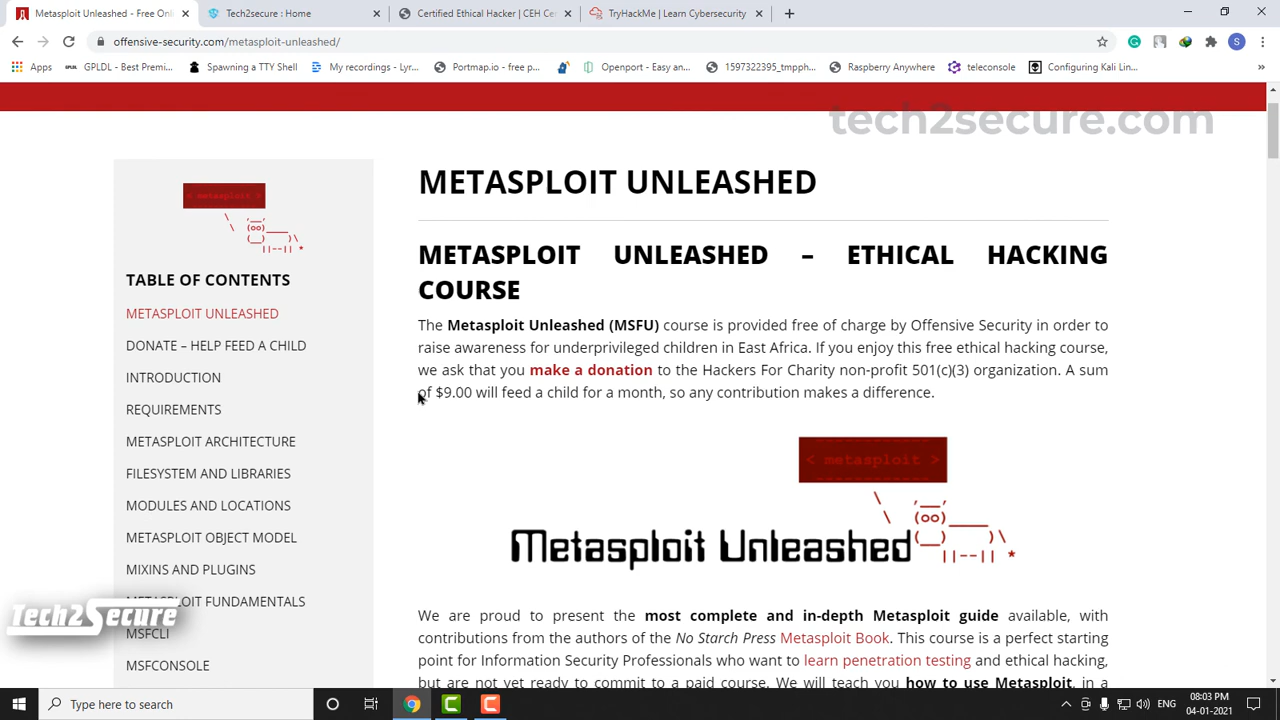 Metasploit Unleashed - Free Onl
Tech2secure : Home
Certified Ethical Hacker | CEH Ce
TryHackMe | Learn Cybersecurity
offensive-security.com/metasploit-unleashed/
Apps
GPLDL - Best Premi...
Spawning a TTY Shell
My recordings - Lyr...
Portmap.io - free p...
Openport - Easy an...
1597322395_tmpph...
Raspberry Anywhere
teleconsole
Configuring Kali Lin...
tech2secure.com
< metasploit >
TABLE OF CONTENTS
METASPLOIT UNLEASHED
DONATE – HELP FEED A CHILD
INTRODUCTION
REQUIREMENTS
METASPLOIT ARCHITECTURE
FILESYSTEM AND LIBRARIES
MODULES AND LOCATIONS
METASPLOIT OBJECT MODEL
MIXINS AND PLUGINS
METASPLOIT FUNDAMENTALS
MSFCLI
MSFCONSOLE
METASPLOIT UNLEASHED
METASPLOIT UNLEASHED – ETHICAL HACKING
COURSE
The Metasploit Unleashed (MSFU) course is provided free of charge by Offensive Security in order to
raise awareness for underprivileged children in East Africa. If you enjoy this free ethical hacking course,
we ask that you make a donation to the Hackers For Charity non-profit 501(c)(3) organization. A sum
of $9.00 will feed a child for a month, so any contribution makes a difference.
< metasploit >
Metasploit Unleashed
We are proud to present the most complete and in-depth Metasploit guide available, with
contributions from the authors of the No Starch Press Metasploit Book. This course is a perfect starting
point for Information Security Professionals who want to learn penetration testing and ethical hacking,
but are not yet ready to commit to a paid course. We will teach you how to use Metasploit, in a
Tech2Secure
Type here to search
ENG
08:03 PM
04-01-2021